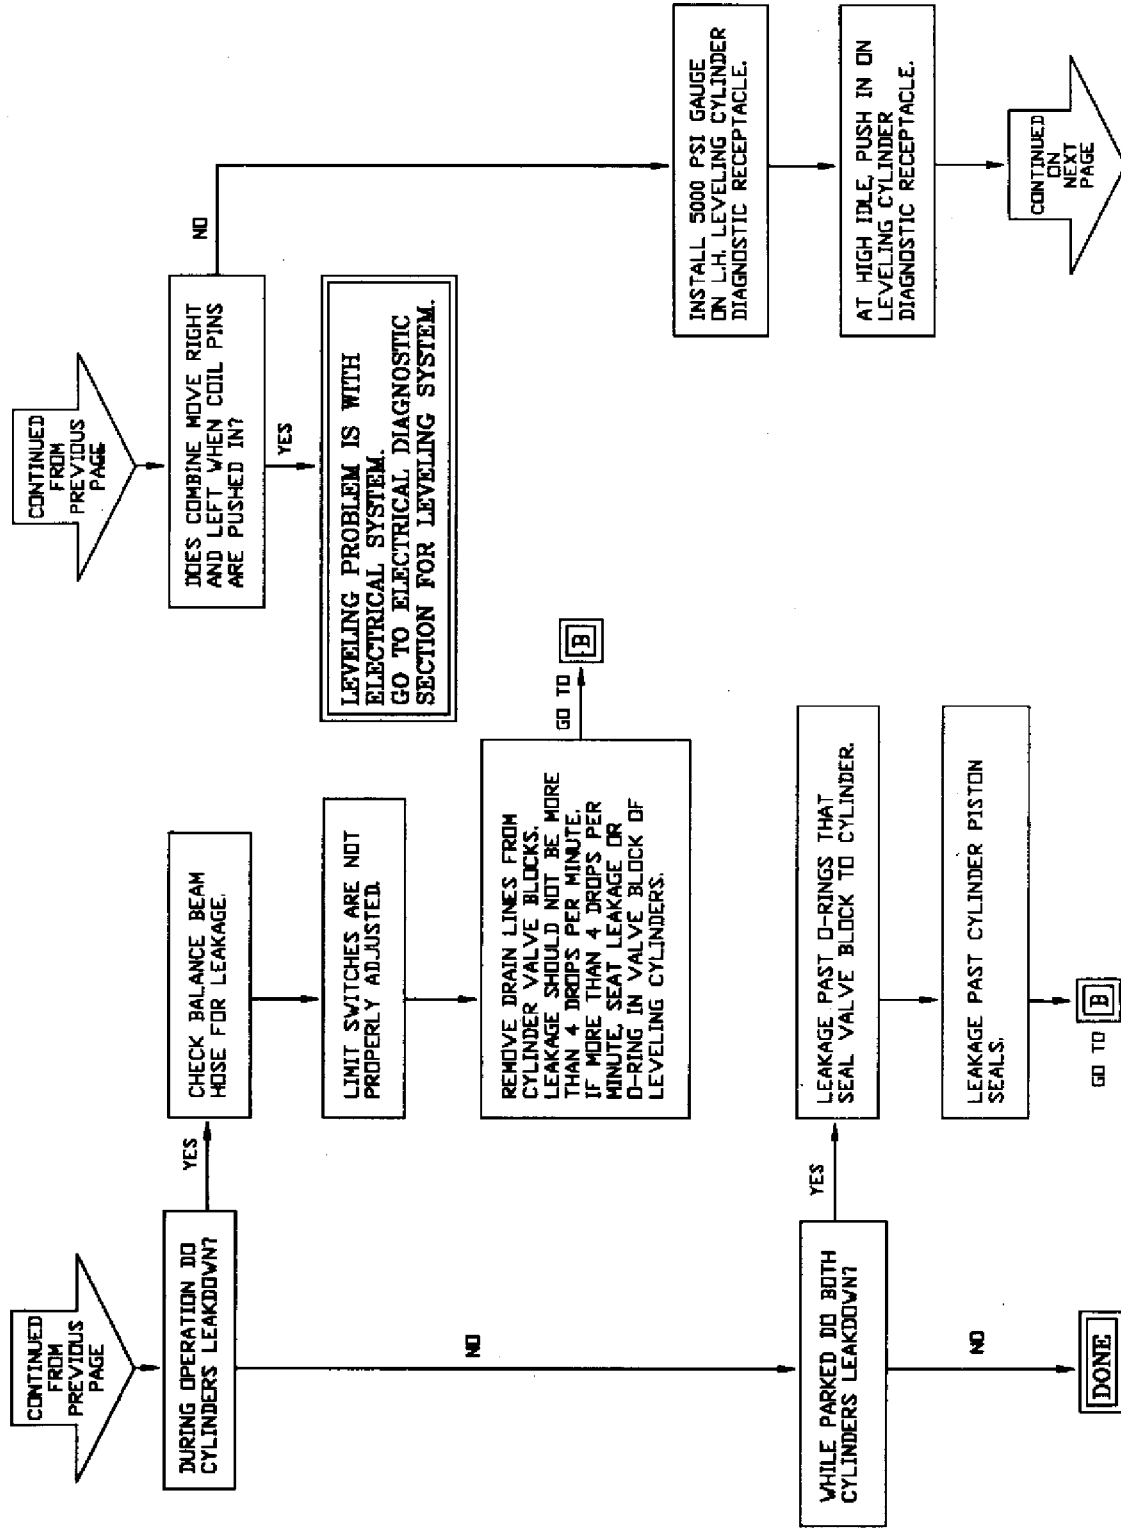 CONTINUED
FROM
PREVIOUS
PAGE
DURING OPERATION DO
CYLINDERS LEAKDOWN?
YES
CHECK BALANCE BEAM
HOSE FOR LEAKAGE.
LIMIT SWITCHES ARE NOT
PROPERLY ADJUSTED.
REMOVE DRAIN LINES FROM
CYLINDER VALVE BLOCKS.
LEAKAGE SHOULD NOT BE MORE
THAN 4 DROPS PER MINUTE.
IF MORE THAN 4 DROPS PER
MINUTE, SEAT LEAKAGE OR
O-RING IN VALVE BLOCK OF
LEVELING CYLINDERS.
GO TO
B
NO
WHILE PARKED DO BOTH
CYLINDERS LEAKDOWN?
YES
LEAKAGE PAST O-RINGS THAT
SEAL VALVE BLOCK TO CYLINDER.
LEAKAGE PAST CYLINDER PISTON
SEALS.
GO TO
B
NO
DONE
CONTINUED
FROM
PREVIOUS
PAGE
DOES COMBINE MOVE RIGHT
AND LEFT WHEN COIL PINS
ARE PUSHED IN?
YES
LEVELING PROBLEM IS WITH
ELECTRICAL SYSTEM.
GO TO ELECTRICAL DIAGNOSTIC
SECTION FOR LEVELING SYSTEM.
NO
INSTALL 5000 PSI GAUGE
ON L.H. LEVELING CYLINDER
DIAGNOSTIC RECEPTACLE.
AT HIGH IDLE, PUSH IN ON
LEVELING CYLINDER
DIAGNOSTIC RECEPTACLE.
CONTINUED
ON
NEXT
PAGE